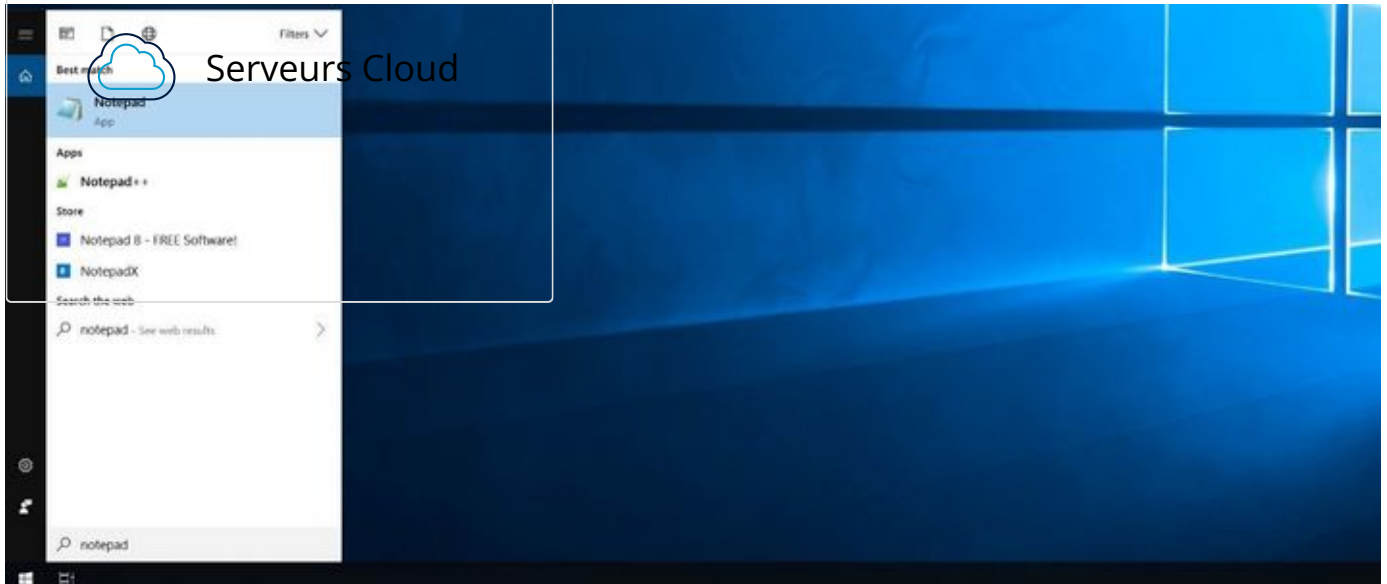 Filters
Serveurs Cloud
Best match
Notepad
App
Apps
Notepad++
Store
Notepad 8 - FREE Software!
NotepadX
Search the web
notepad - See web results
notepad